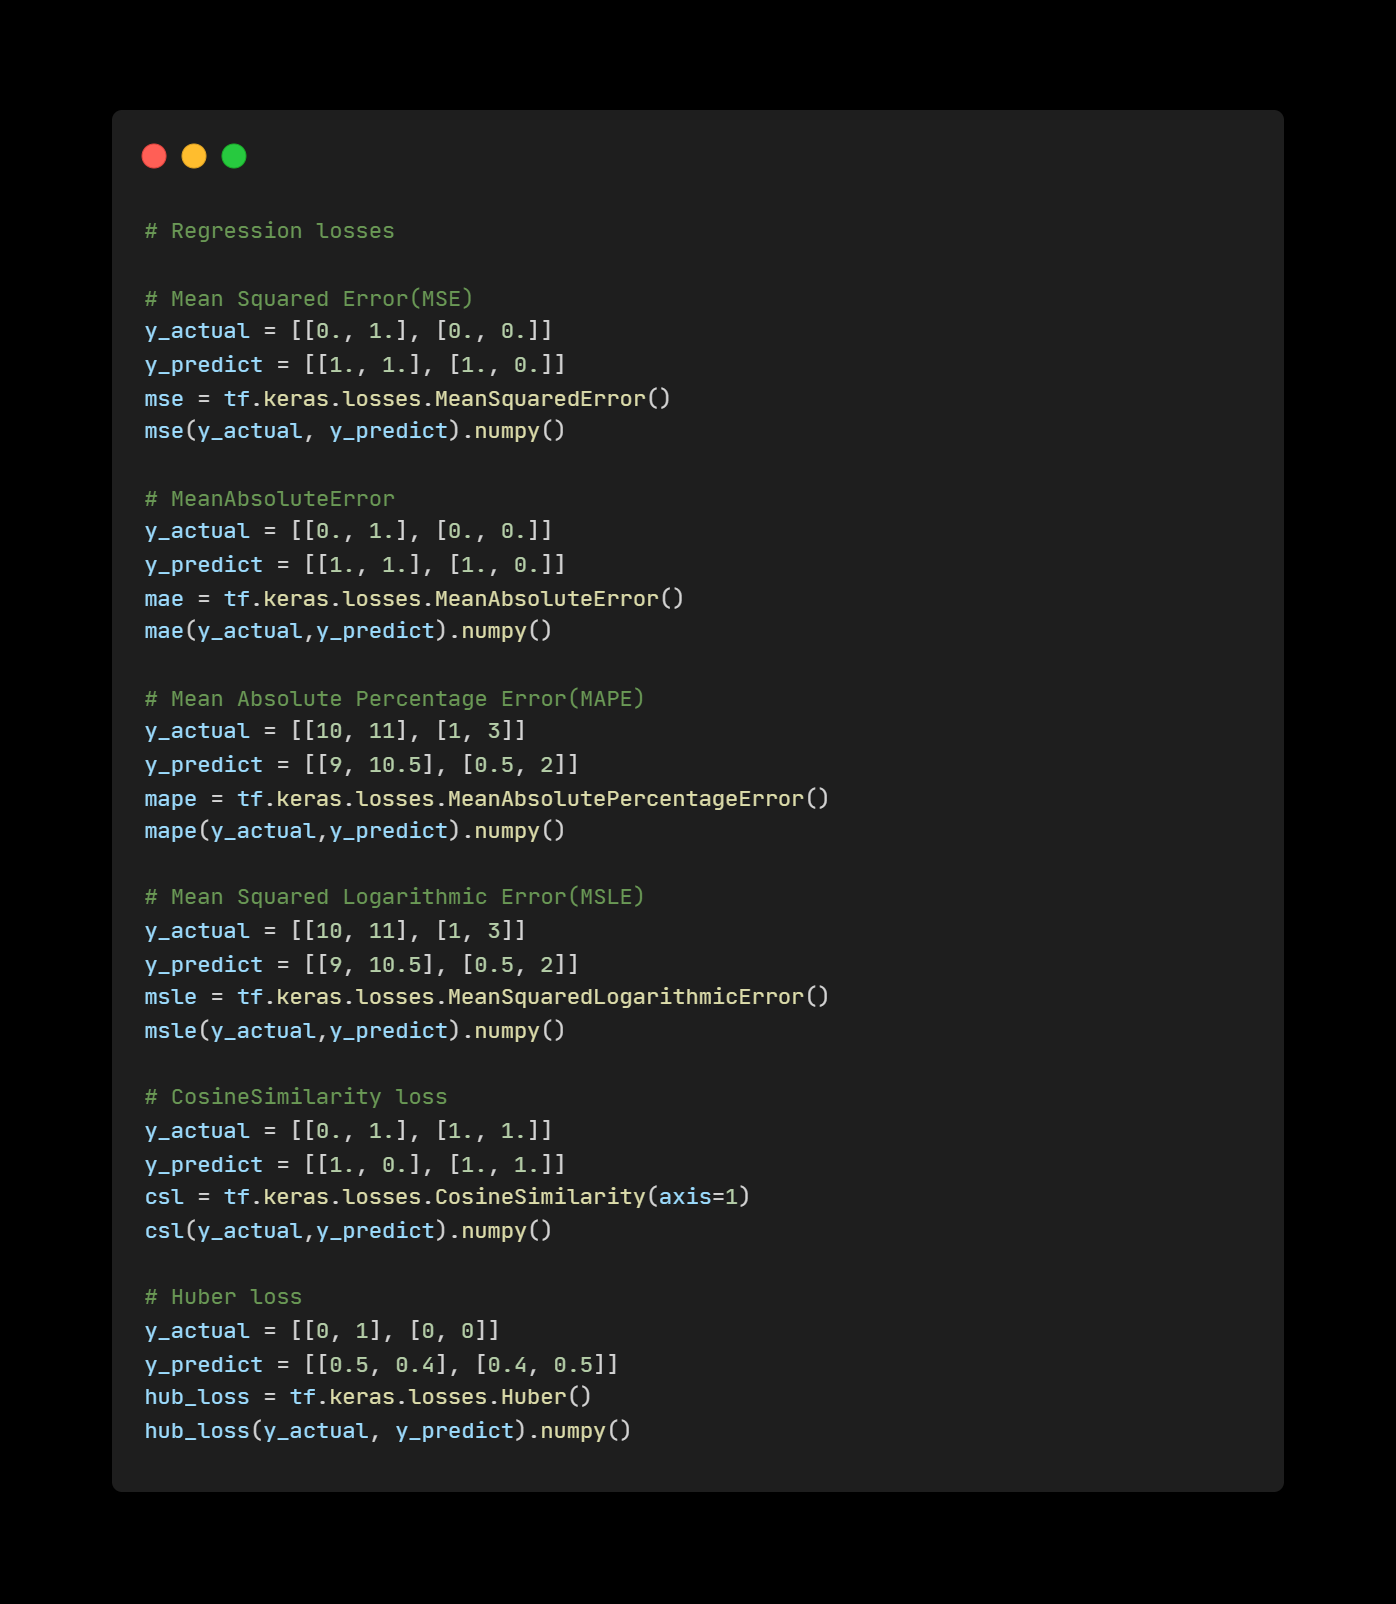 # Regression losses
# Mean Squared Error(MSE)
y_actual = [[0., 1.], [0., 0.]]
y_predict = [[1., 1.], [1., 0.]]
mse = tf.keras.losses.MeanSquaredError()
mse(y_actual, y_predict).numpy()
# MeanAbsoluteError
y_actual = [[0., 1.], [0., 0.]]
y_predict = [[1., 1.], [1., 0.]]
mae = tf.keras.losses.MeanAbsoluteError()
mae(y_actual,y_predict).numpy()
# Mean Absolute Percentage Error(MAPE)
y_actual = [[10, 11], [1, 3]]
y_predict = [[9, 10.5], [0.5, 2]]
mape = tf.keras.losses.MeanAbsolutePercentageError()
mape(y_actual,y_predict).numpy()
# Mean Squared Logarithmic Error(MSLE)
y_actual = [[10, 11], [1, 3]]
y_predict = [[9, 10.5], [0.5, 2]]
msle = tf.keras.losses.MeanSquaredLogarithmicError()
msle(y_actual,y_predict).numpy()
# CosineSimilarity loss
y_actual = [[0., 1.], [1., 1.]]
y_predict = [[1., 0.], [1., 1.]]
csl = tf.keras.losses.CosineSimilarity(axis=1)
csl(y_actual,y_predict).numpy()
# Huber loss
y_actual = [[0, 1], [0, 0]]
y_predict = [[0.5, 0.4], [0.4, 0.5]]
hub_loss = tf.keras.losses.Huber()
hub_loss(y_actual, y_predict).numpy()